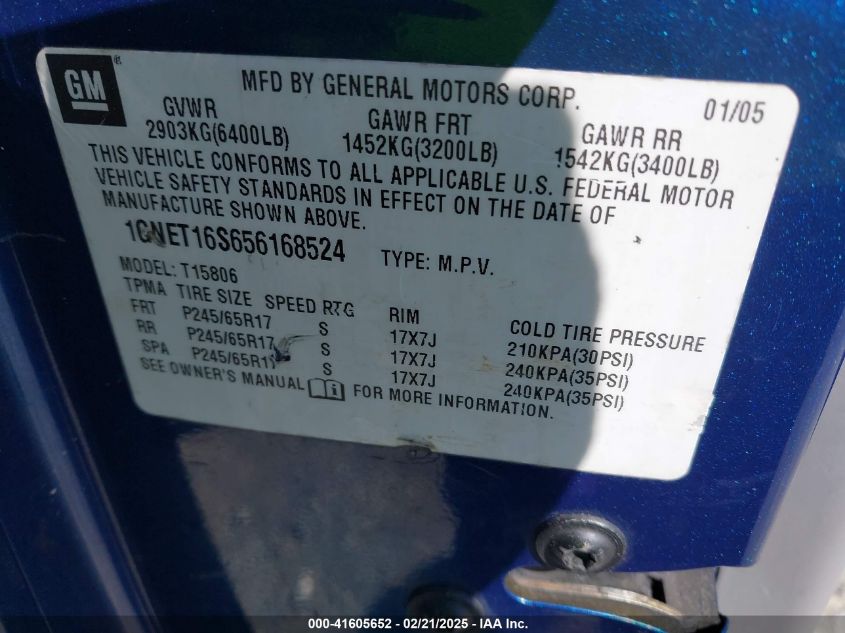 GM®
MFD BY GENERAL MOTORS CORP. 01/05
GVWR GAWR FRT GAWR RR
2903KG(6400LB) 1452KG(3200LB) 1542KG(3400LB)
THIS VEHICLE CONFORMS TO ALL APPLICABLE U.S. FEDERAL MOTOR
VEHICLE SAFETY STANDARDS IN EFFECT ON THE DATE OF
MANUFACTURE SHOWN ABOVE.
1GNET16S656168524 TYPE: M.P.V.
MODEL: T15806
TPMA TIRE SIZE SPEED RTG RIM COLD TIRE PRESSURE
FRT P245/65R17 S 17X7J 210KPA(30PSI)
RR P245/65R17 S 17X7J 240KPA(35PSI)
SPA P245/65R17 S 17X7J 240KPA(35PSI)
SEE OWNER'S MANUAL FOR MORE INFORMATION.
000-41605652 - 02/21/2025 - IAA Inc.